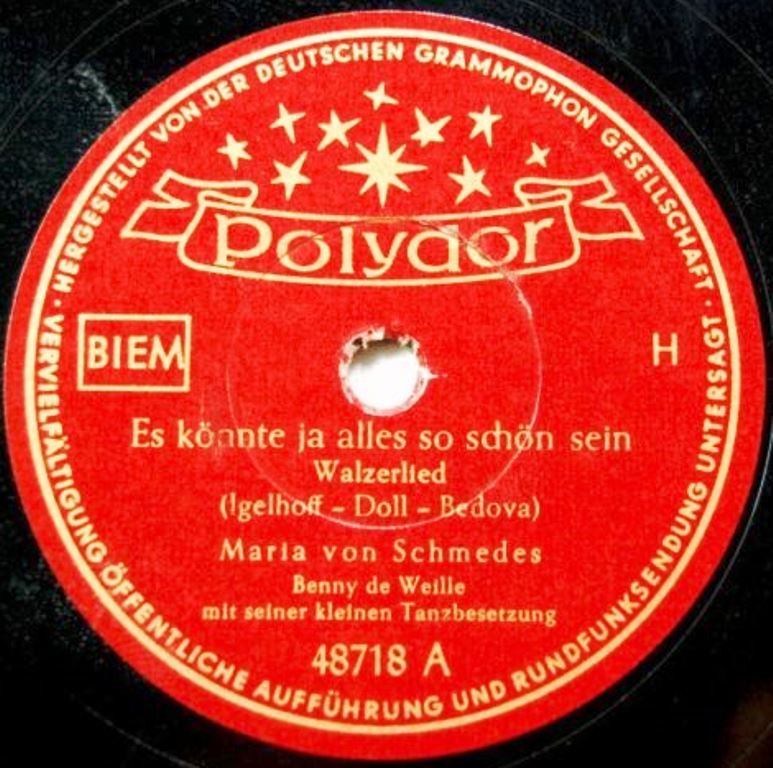 · HERGESTELLT VON DER DEUTSCHEN GRAMMOPHON GESELLSCHAFT ·
Polydor
BIEM
H
Es könnte ja alles so schön sein
Walzerlied
(Igelhoff – Doll – Bedova)
Maria von Schmedes
Benny de Weille
mit seiner kleinen Tanzbesetzung
48718 A
VERVIELFÄLTIGUNG ÖFFENTLICHE AUFFÜHRUNG UND RUNDFUNKSENDUNG UNTERSAGT